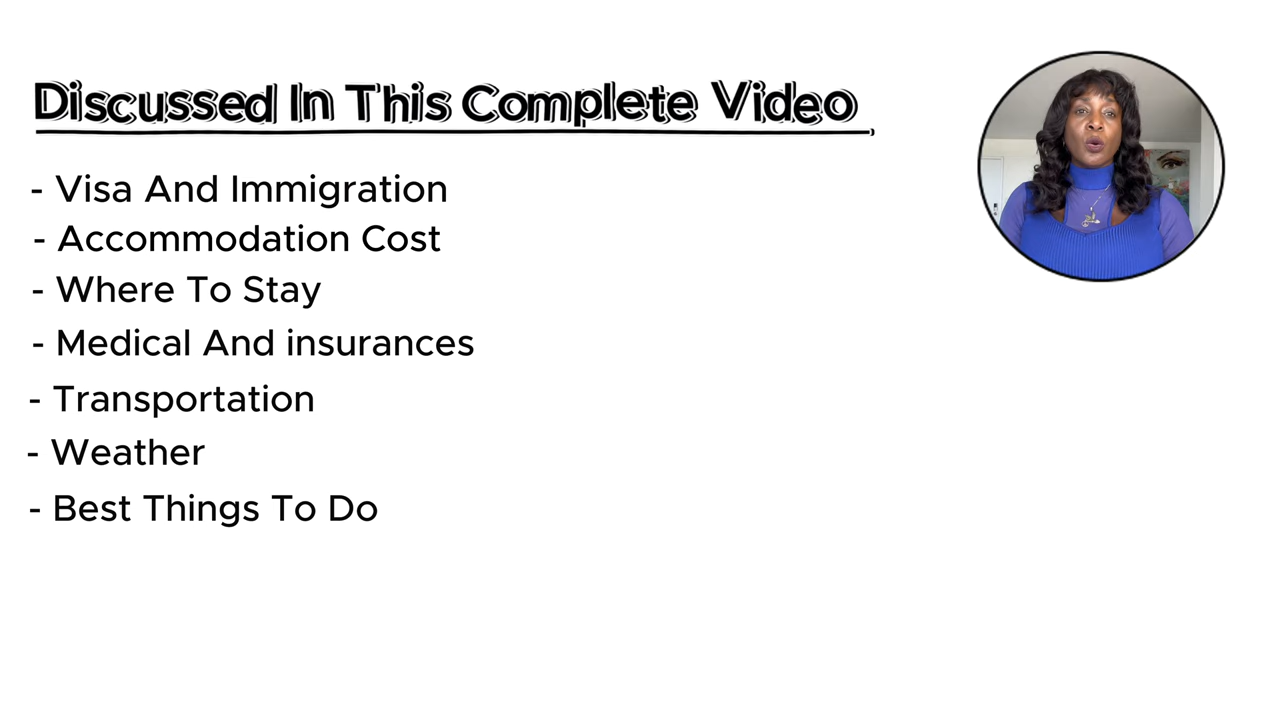 Discussed In This Complete Video
- Visa And Immigration
- Accommodation Cost
- Where To Stay
- Medical And insurances
- Transportation
- Weather
- Best Things To Do